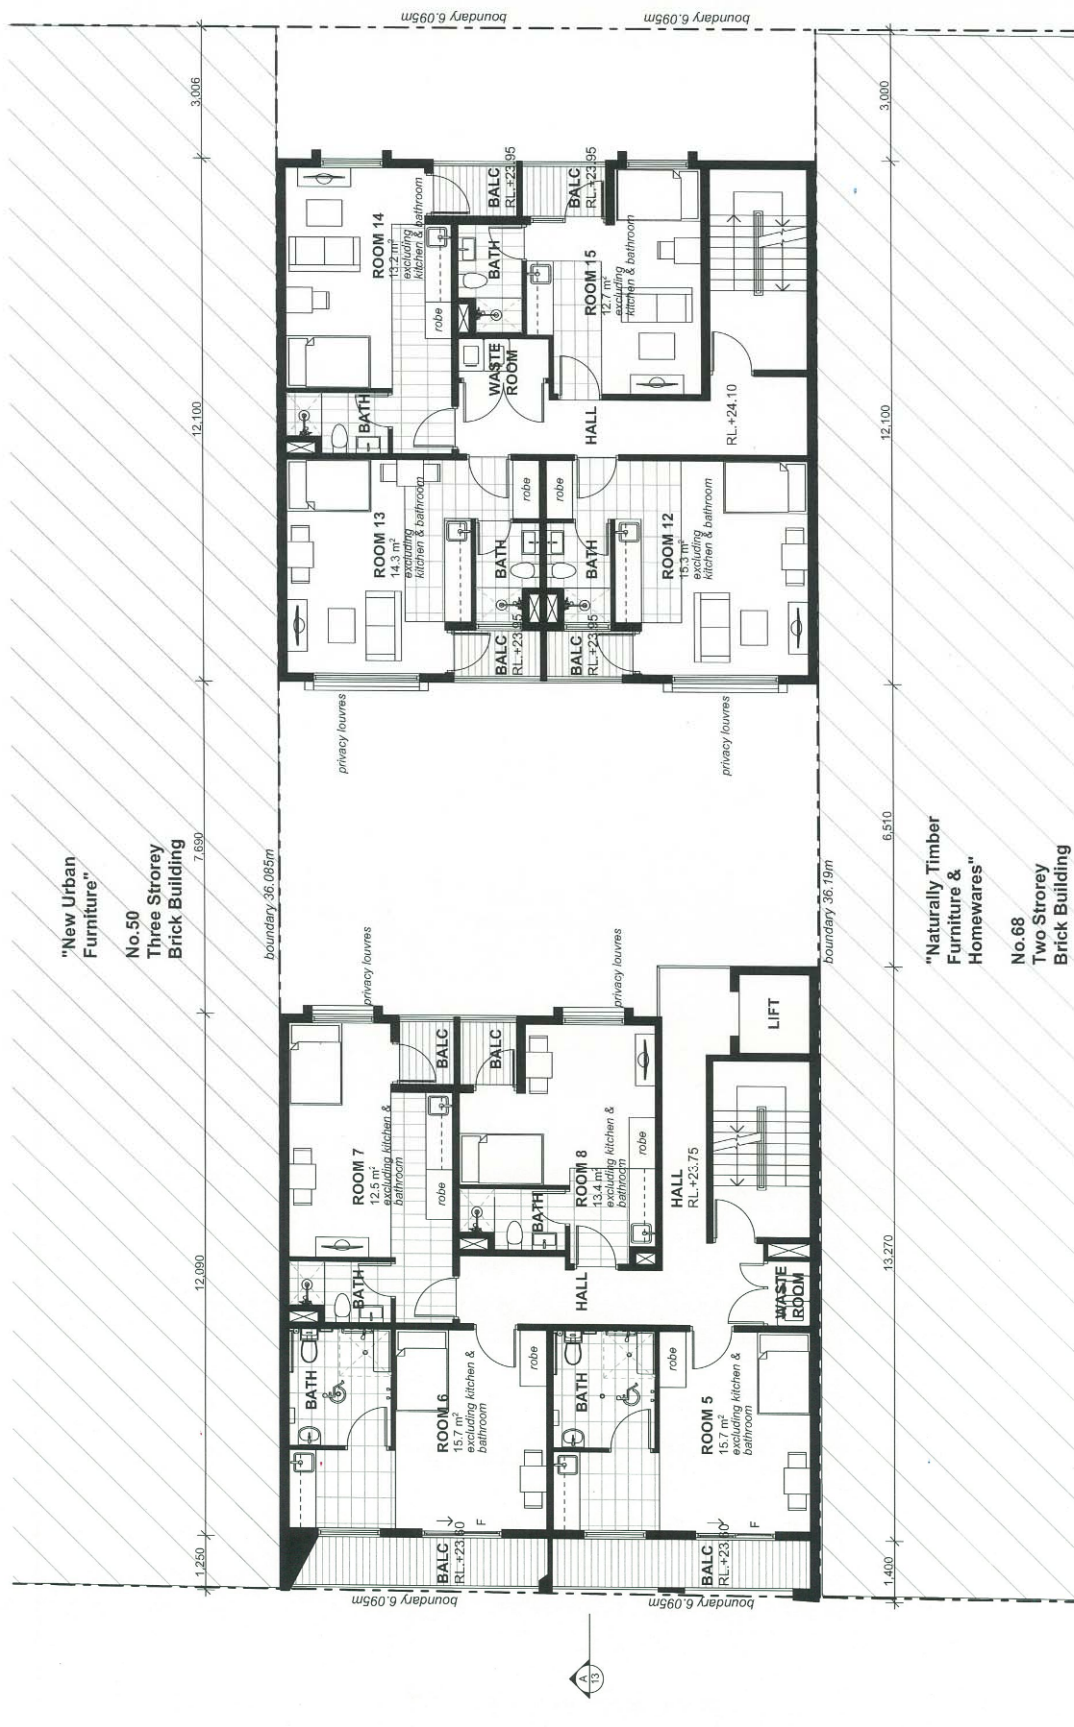 boundary 6.095m
boundary 6.095m
3,006
3,000
BALC
RL.+23.95
BALC
RL.+23.95
ROOM 14
13.2 m²
excluding
kitchen & bathroom
robe
BATH
ROOM 15
12.7 m²
excluding
kitchen & bathroom
WASTE
ROOM
BATH
HALL
RL.+24.10
12,100
12,100
ROOM 13
14.3 m²
excluding
kitchen & bathroom
robe
robe
BATH
BATH
ROOM 12
15.3 m²
excluding
kitchen & bathroom
BALC
RL.+23.95
BALC
RL.+23.95
privacy louvres
privacy louvres
"New Urban
Furniture"
No.50
Three Strorey
Brick Building
7,690
boundary 36.085m
6,510
boundary 36.19m
"Naturally Timber
Furniture &
Homewares"
No.68
Two Strorey
Brick Building
privacy louvres
privacy louvres
BALC
BALC
LIFT
ROOM 7
12.5 m²
excluding kitchen &
bathroom
robe
ROOM 8
13.4 m²
excluding kitchen &
bathroom
robe
HALL
RL.+23.75
BATH
BATH
HALL
WASTE
ROOM
12,090
13,270
BATH
ROOM 6
15.7 m²
excluding kitchen &
bathroom
robe
BATH
robe
ROOM 5
15.7 m²
excluding kitchen &
bathroom
F
F
BALC
RL.+23.60
BALC
RL.+23.60
1,250
1,400
boundary 6.095m
boundary 6.095m
A
13